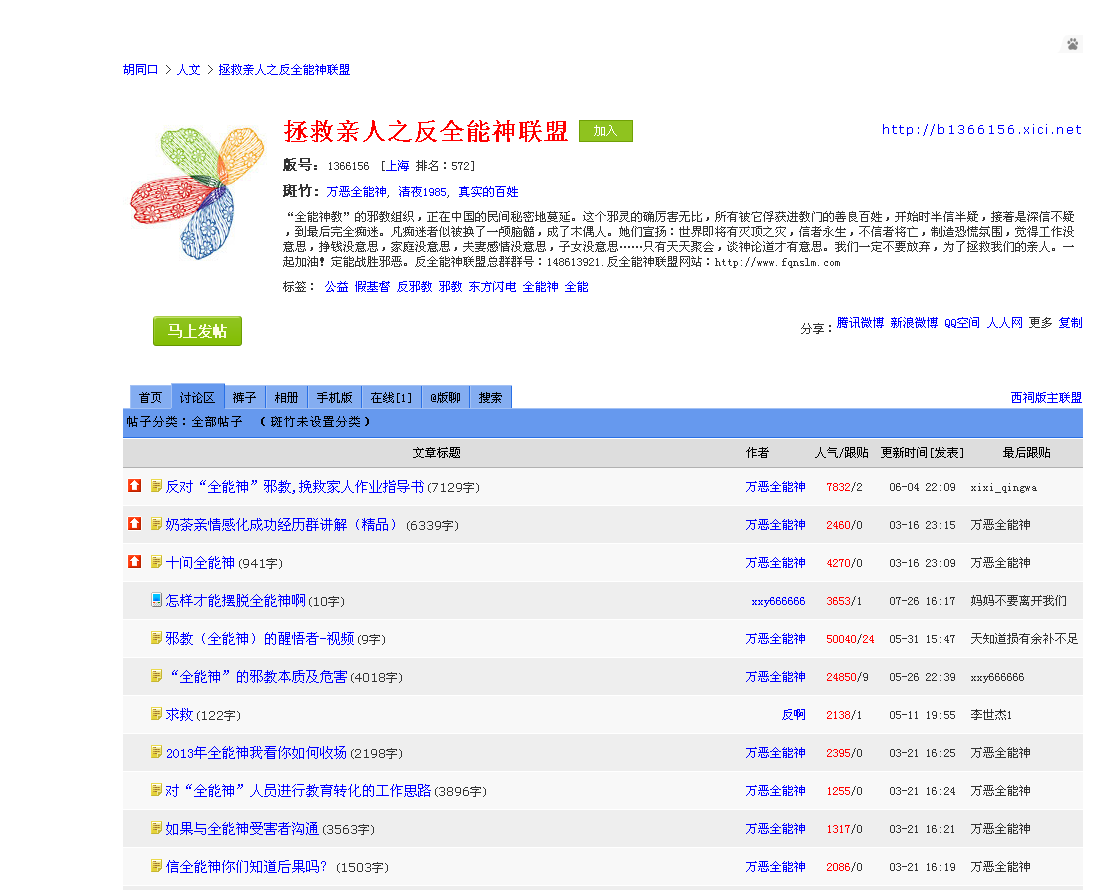 胡同口 > 人文 > 拯救亲人之反全能神联盟
拯救亲人之反全能神联盟 加入 http://b1366156.xici.net
版号: 1366156 [上海 排名：572]
斑竹: 万恶全能神, 清夜1985, 真实的百姓
“全能神教”的邪教组织，正在中国的民间秘密地蔓延。这个邪灵的确厉害无比，所有被它俘获进教门的善良百姓，开始时半信半疑，接着是深信不疑
，到最后完全痴迷。凡痴迷者似被换了一颅脑髓，成了木偶人。她们宣扬：世界即将有灭顶之灾，信者永生，不信者将亡，制造恐慌氛围，觉得工作没
意思，挣钱没意思，家庭没意思，夫妻感情没意思，子女没意思……只有天天聚会，谈神论道才有意思。我们一定不要放弃，为了拯救我们的亲人。一
起加油！定能战胜邪恶。反全能神联盟总群群号：148613921.反全能神联盟网站：http://www.fqnslm.com
标签： 公益 假基督 反邪教 邪教 东方闪电 全能神 全能
马上发帖 分享： 腾讯微博 新浪微博 QQ空间 人人网 更多 复制
首页 讨论区 裤子 相册 手机版 在线[1] @版聊 搜索 西祠版主联盟
帖子分类：全部帖子 （斑竹未设置分类）
文章标题 作者 人气/跟贴 更新时间[发表] 最后跟贴
反对“全能神”邪教,挽救家人作业指导书(7129字) 万恶全能神 7832/2 06-04 22:09 xixi_qingwa
奶茶亲情感化成功经历群讲解（精品）(6339字) 万恶全能神 2460/0 03-16 23:15 万恶全能神
十问全能神(941字) 万恶全能神 4270/0 03-16 23:09 万恶全能神
怎样才能摆脱全能神啊(10字) xxy666666 3653/1 07-26 16:17 妈妈不要离开我们
邪教（全能神）的醒悟者-视频(9字) 万恶全能神 50040/24 05-31 15:47 天知道损有余补不足
“全能神”的邪教本质及危害(4018字) 万恶全能神 24850/9 05-26 22:39 xxy666666
求救(122字) 反啊 2138/1 05-11 19:55 李世杰1
2013年全能神我看你如何收场(2198字) 万恶全能神 2395/0 03-21 16:25 万恶全能神
对“全能神”人员进行教育转化的工作思路(3896字) 万恶全能神 1255/0 03-21 16:24 万恶全能神
如果与全能神受害者沟通(3563字) 万恶全能神 1317/0 03-21 16:21 万恶全能神
信全能神你们知道后果吗？(1503字) 万恶全能神 2086/0 03-21 16:19 万恶全能神